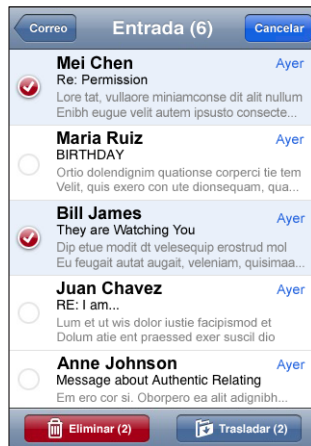 Correo
Entrada (6)
Cancelar
Mei Chen
Ayer
Re: Permission
Lore tat, vullaore miniamconse dit alit nullum
Enibh eugue velit autem ipsusto consecte...
Maria Ruiz
Ayer
BIRTHDAY
Ortio dolendignim quationse corperci tie tem
Velit, quis exero con ute dionsequam, qua...
Bill James
Ayer
They are Watching You
Dip etue modit dt velesequip erostrud mol
Eu feugait autat augait, veleniam, quisimaa...
Juan Chavez
Ayer
RE: I am...
Lum et ut wis dolor iustie facipismod et
Dolum atie ent praessed exer suscil dio
Anne Johnson
Ayer
Message about Authentic Relating
Em ero cor si. Oborpero ea alit adignibh...
Eliminar (2)
Trasladar (2)